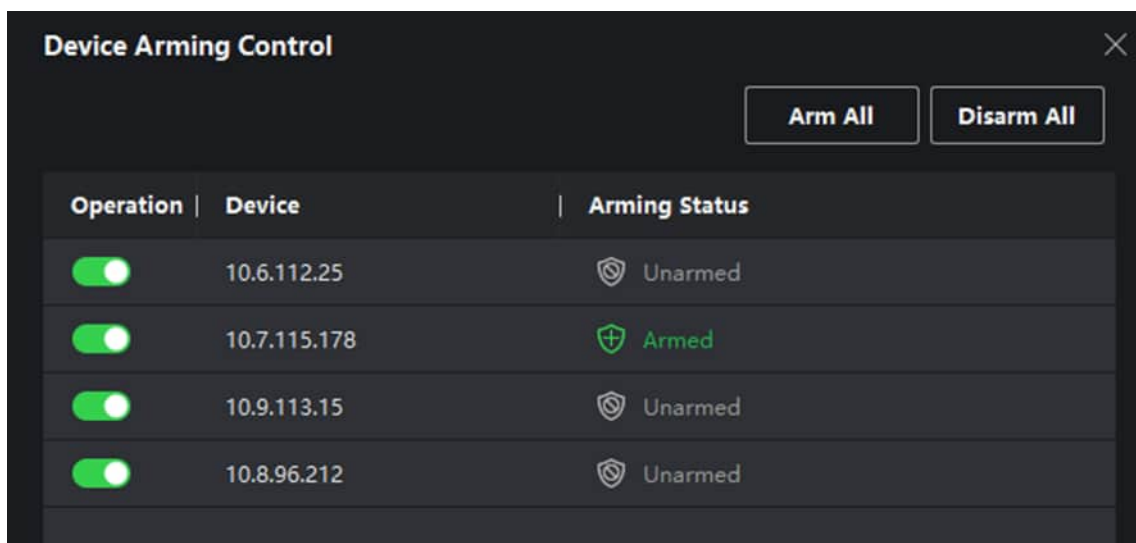 Device Arming Control
Arm All Disarm All
Operation | Device | Arming Status
10.6.112.25 Unarmed
10.7.115.178 Armed
10.9.113.15 Unarmed
10.8.96.212 Unarmed